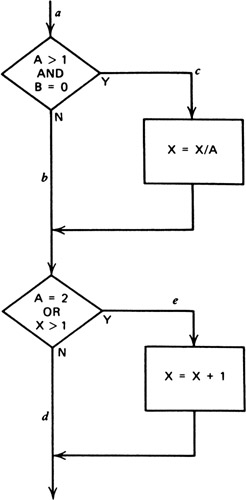 a
A > 1
AND
B = 0
Y
c
N
X = X/A
b
A = 2
OR
X > 1
Y
e
N
X = X + 1
d